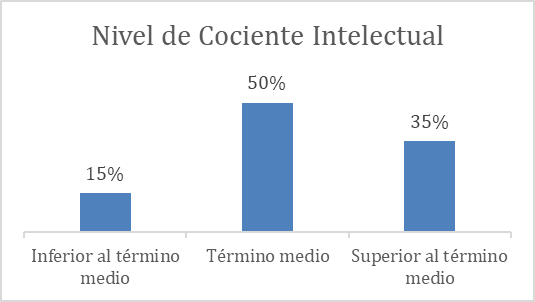 Nivel de Cociente Intelectual
50%
35%
15%
Inferior al término
medio
Término medio
Superior al término
medio